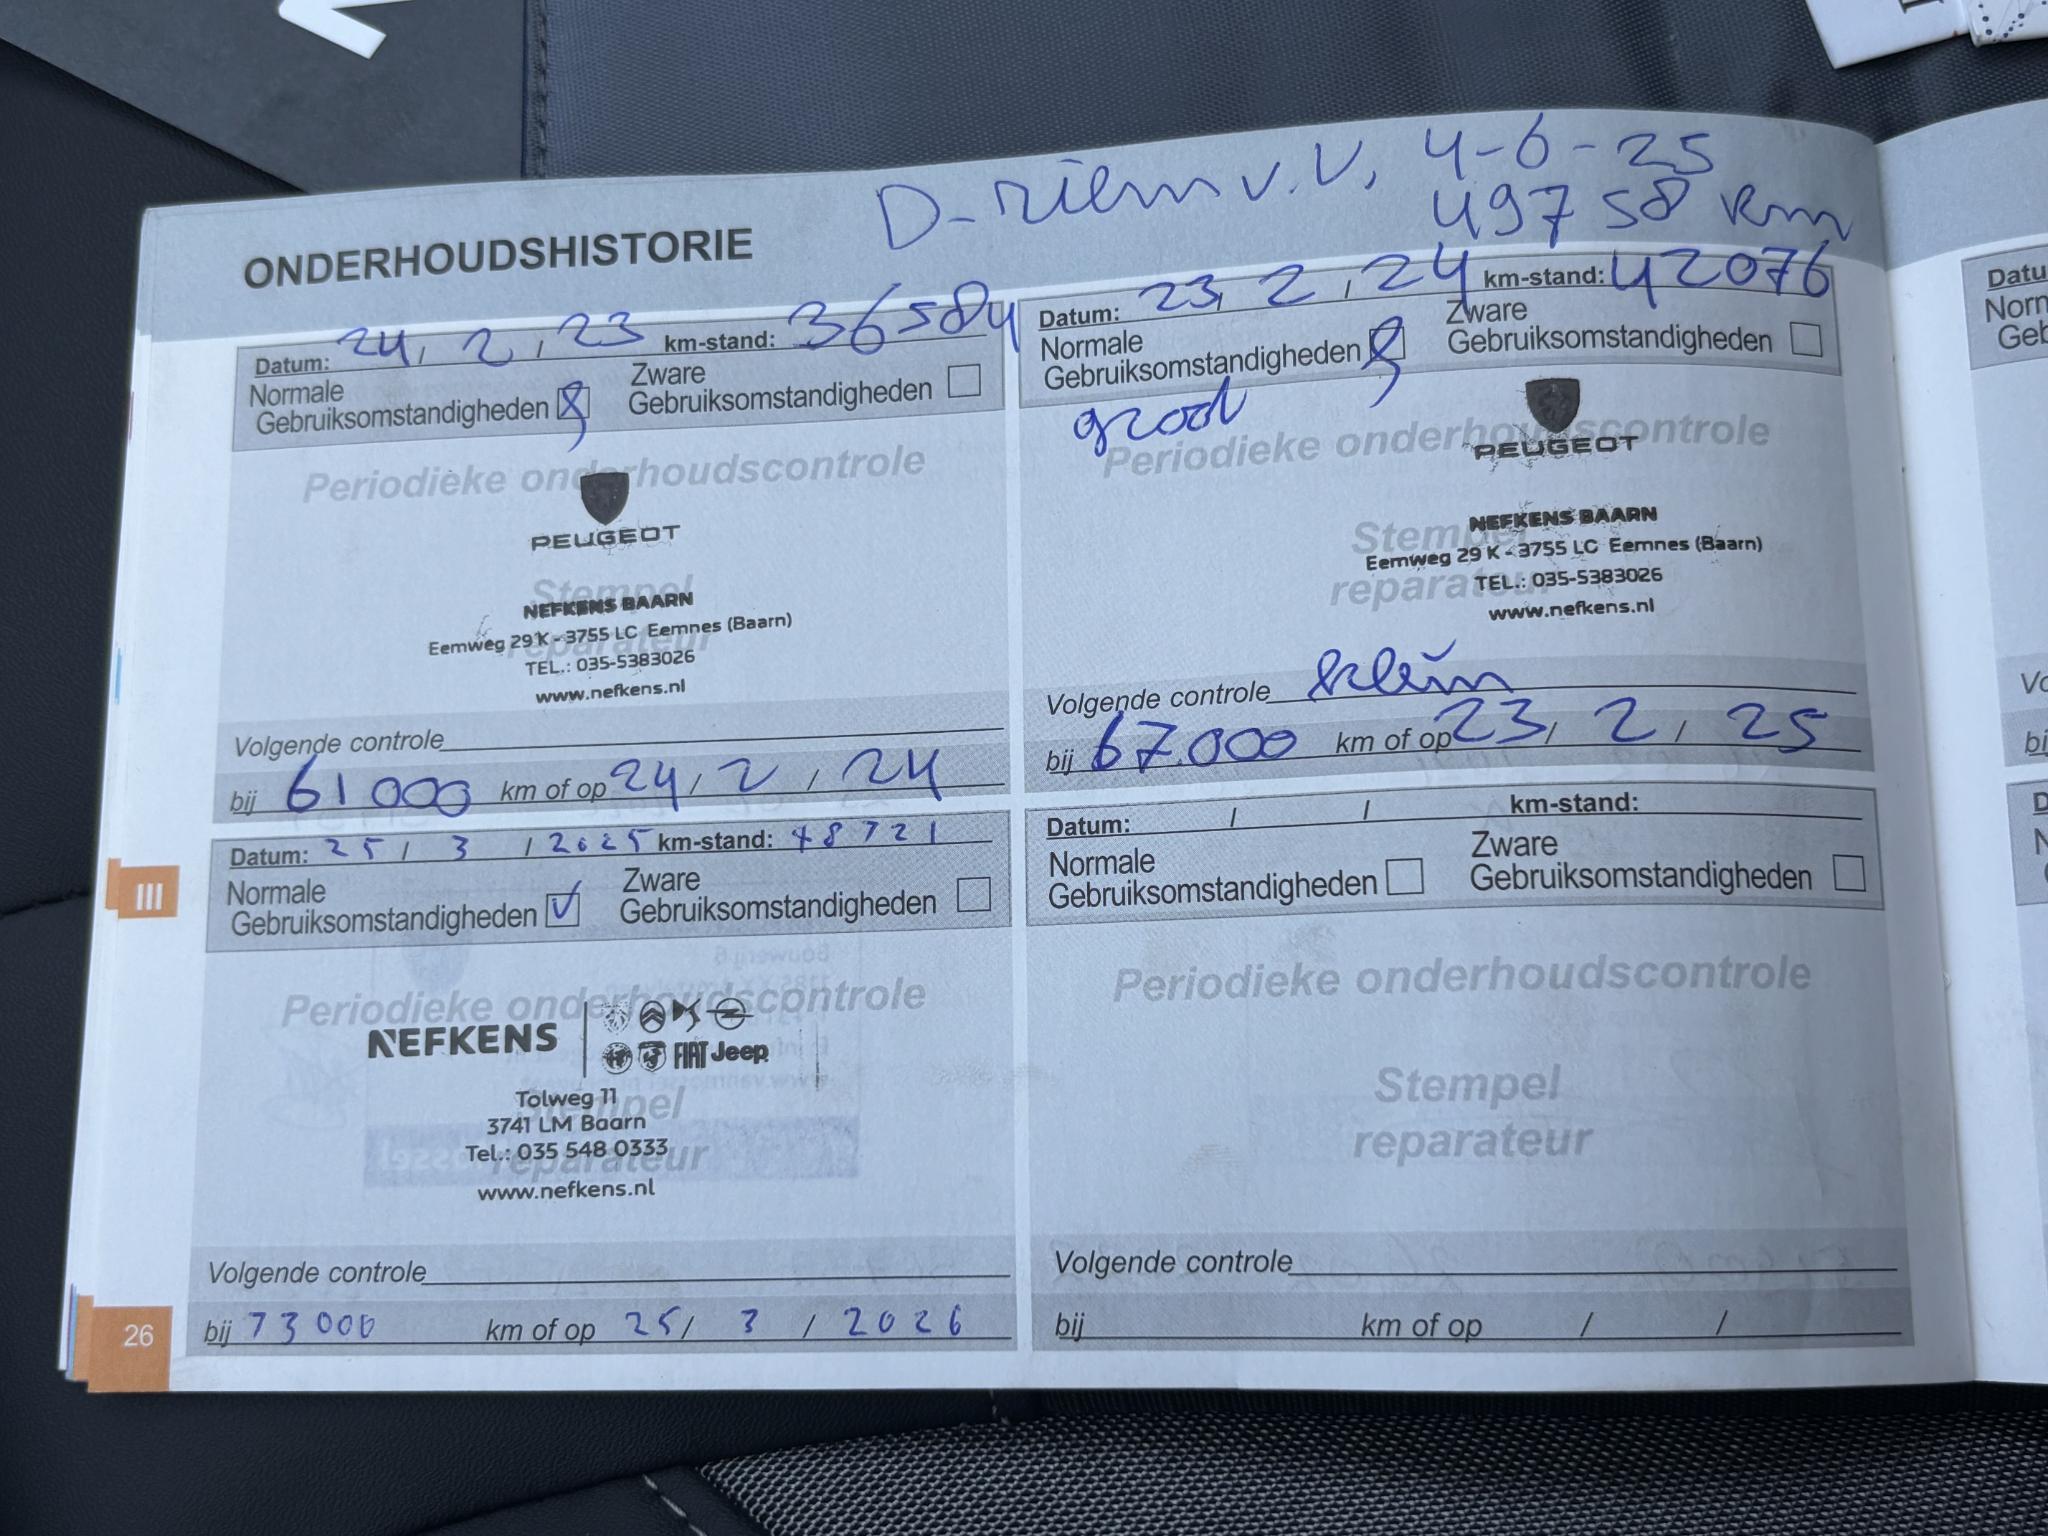 D-riem v.v. 4-6-25
49758 km
ONDERHOUDSHISTORIE
Datum: 24 / 2 / 23 km-stand: 36584
Normale
Gebruiksomstandigheden
Zware
Gebruiksomstandigheden
Periodieke onderhoudscontrole
PEUGEOT
Stempel
reparateur
NEFKENS BAARN
Eemweg 29 K - 3755 LC Eemnes (Baarn)
TEL.: 035-5383026
www.nefkens.nl
Volgende controle
bij 61000 km of op 24 / 2 / 24
Datum: 23 / 2 / 24 km-stand: 42076
Normale
Gebruiksomstandigheden
Zware
Gebruiksomstandigheden
groot
Periodieke onderhoudscontrole
PEUGEOT
Stempel
reparateur
NEFKENS BAARN
Eemweg 29 K - 3755 LC Eemnes (Baarn)
TEL.: 035-5383026
www.nefkens.nl
Volgende controle klein
bij 67.000 km of op 23 / 2 / 25
Datum: 25 / 3 / 2025 km-stand: 48721
Normale
Gebruiksomstandigheden
Zware
Gebruiksomstandigheden
Periodieke onderhoudscontrole
NEFKENS
FIAT Jeep
Stempel
reparateur
Tolweg 11
3741 LM Baarn
Tel.: 035 548 0333
www.nefkens.nl
Volgende controle
bij 73000 km of op 25 / 3 / 2026
Datum: / / km-stand:
Normale
Gebruiksomstandigheden
Zware
Gebruiksomstandigheden
Periodieke onderhoudscontrole
Stempel
reparateur
Volgende controle
bij km of op / /
III
26